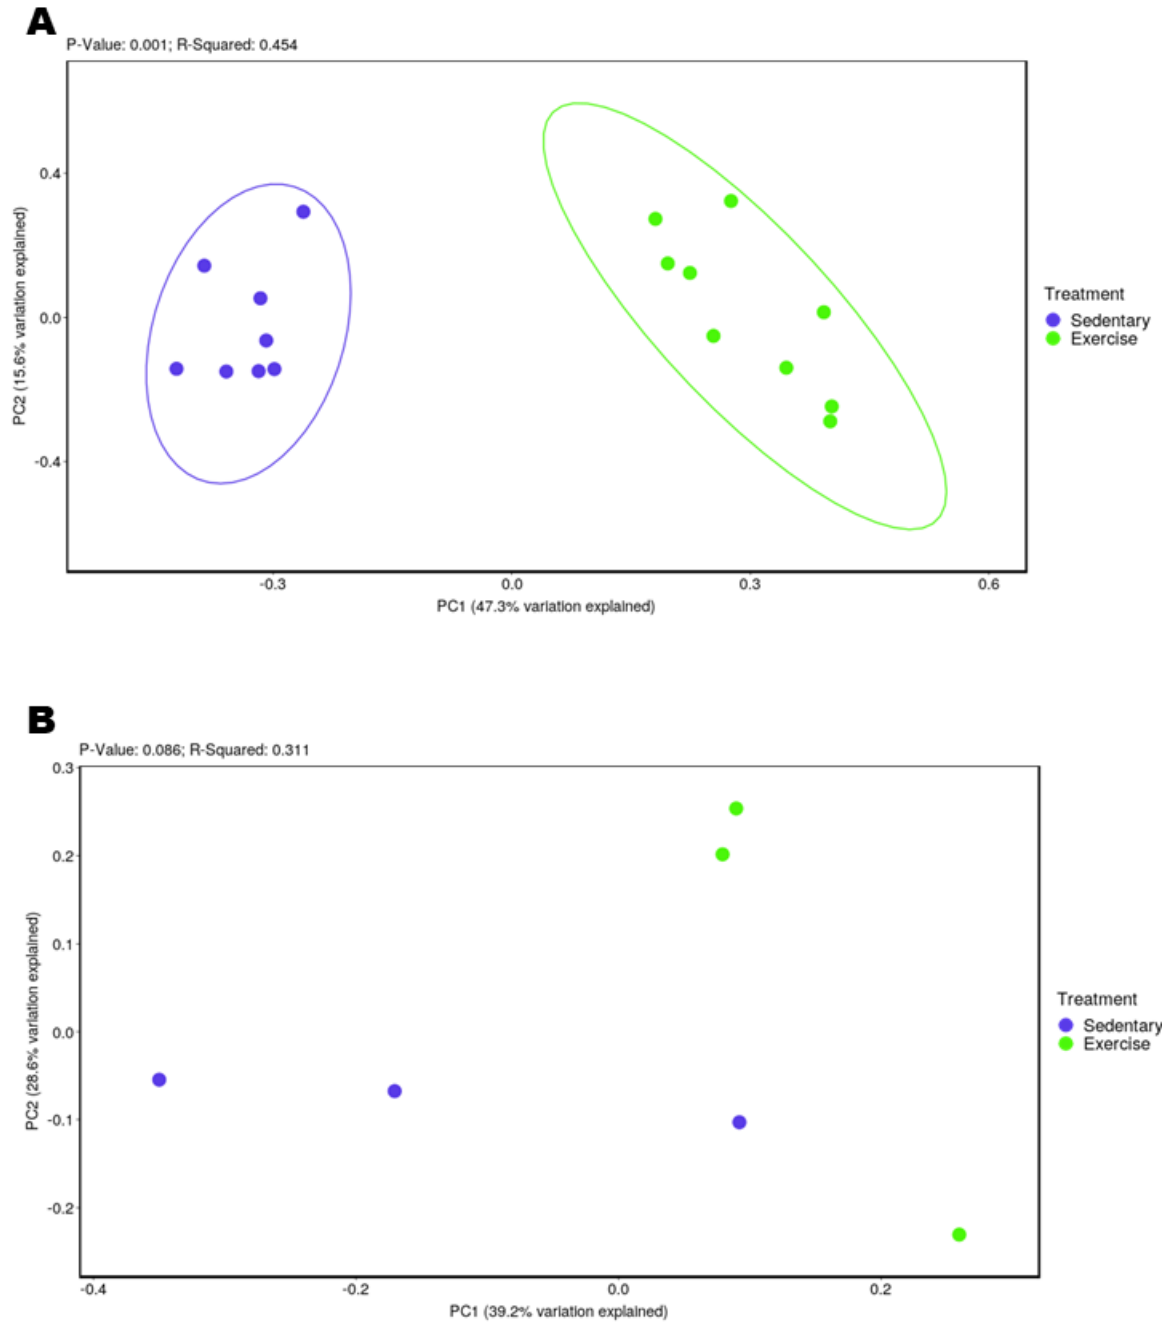 A
P-Value: 0.001; R-Squared: 0.454
0.4
0.0
-0.4
PC2 (15.6% variation explained)
-0.3
0.0
0.3
0.6
PC1 (47.3% variation explained)
Treatment
Sedentary
Exercise
B
P-Value: 0.086; R-Squared: 0.311
0.3
0.2
0.1
0.0
-0.1
-0.2
PC2 (28.6% variation explained)
-0.4
-0.2
0.0
0.2
PC1 (39.2% variation explained)
Treatment
Sedentary
Exercise